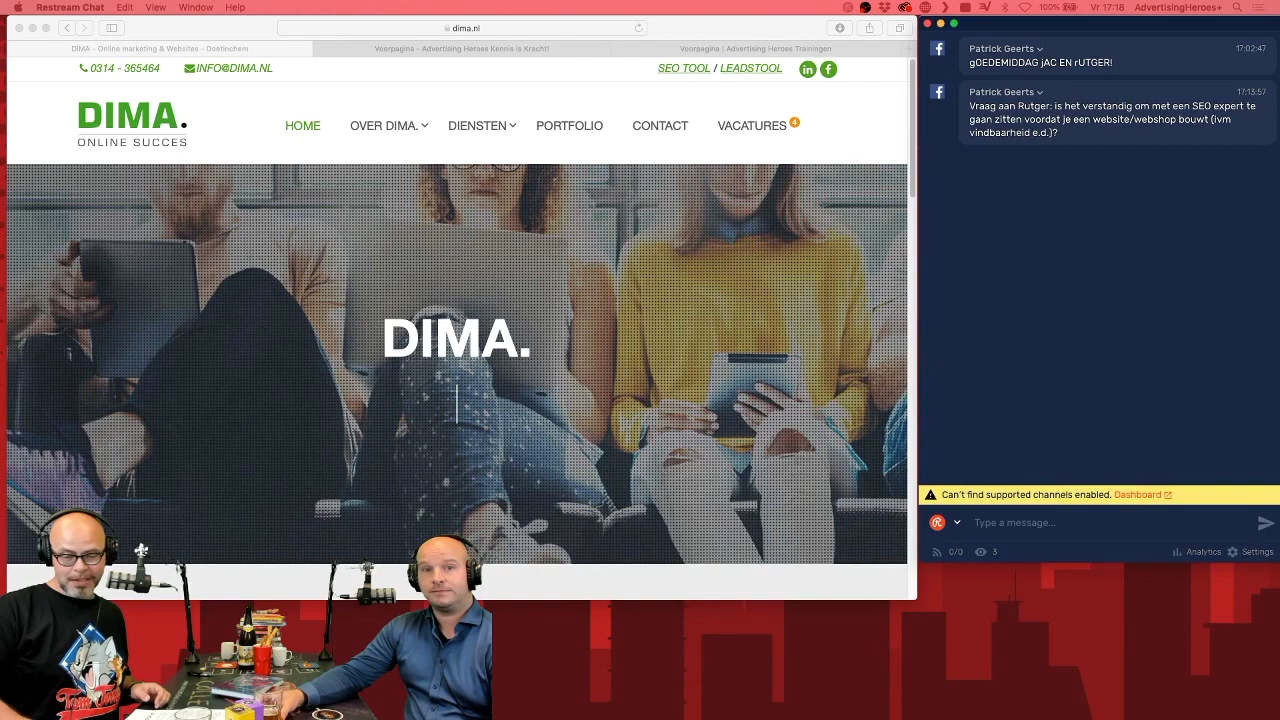 Restream Chat Edit View Window Help
100% Vr 17:18 AdvertisingHeroes+
dima.nl
DIMA - Online marketing & Websites - Doetinchem
Voorpagina - Advertising Heroes Kennis is Kracht!
Voorpagina | Advertising Heroes Trainingen
0314 - 365464 INFO@DIMA.NL
SEO TOOL / LEADSTOOL
DIMA.
ONLINE SUCCES
HOME OVER DIMA. DIENSTEN PORTFOLIO CONTACT VACATURES 4
DIMA.
Patrick Geerts 17:02:47
gOEDEMIDDAG jAC EN rUTGER!
Patrick Geerts 17:13:57
Vraag aan Rutger: is het verstandig om met een SEO expert te
gaan zitten voordat je een website/webshop bouwt (ivm
vindbaarheid e.d.)?
Can't find supported channels enabled. Dashboard
Type a message...
0/0 3 Analytics Settings